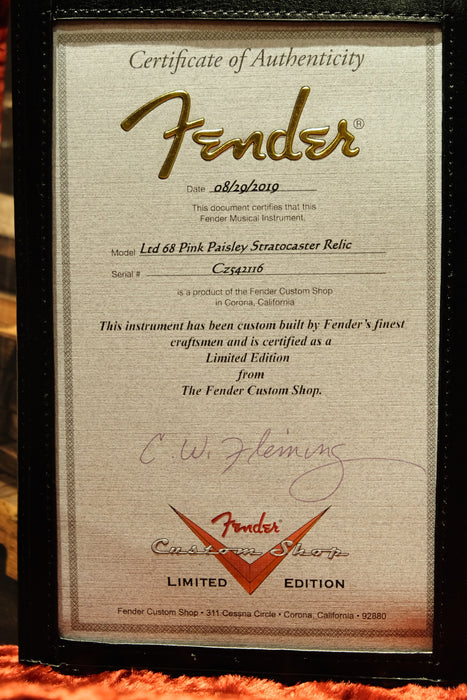 Certificate of Authenticity
Fender®
Date 08/29/2019
This document certifies that this
Fender Musical Instrument,
Model Ltd 68 Pink Paisley Stratocaster Relic
Serial # Cz542116
is a product of the Fender Custom Shop
in Corona, California
This instrument has been custom built by Fender's finest
craftsmen and is certified as a
Limited Edition
from
The Fender Custom Shop.
C. W. Fleming
Fender
Custom Shop
LIMITED EDITION
Fender Custom Shop • 311 Cessna Circle • Corona, California • 92880